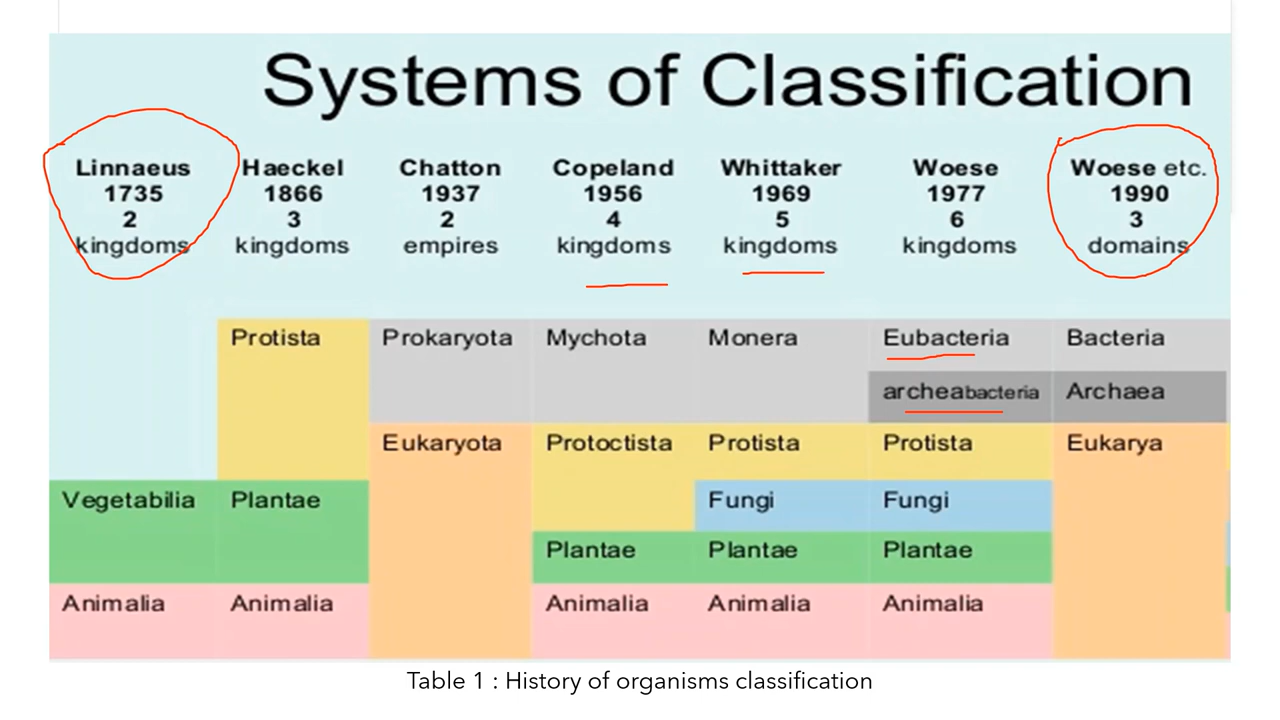 Systems of Classification
Linnaeus Haeckel Chatton Copeland Whittaker Woese Woese etc.
1735 1866 1937 1956 1969 1977 1990
2 3 2 4 5 6 3
kingdoms kingdoms empires kingdoms kingdoms kingdoms domains
Protista Prokaryota Mychota Monera Eubacteria Bacteria
archeabacteria Archaea
Eukaryota Protoctista Protista Protista Eukarya
Vegetabilia Plantae Fungi Fungi
Plantae Plantae Plantae
Animalia Animalia Animalia Animalia Animalia
Table 1 : History of organisms classification